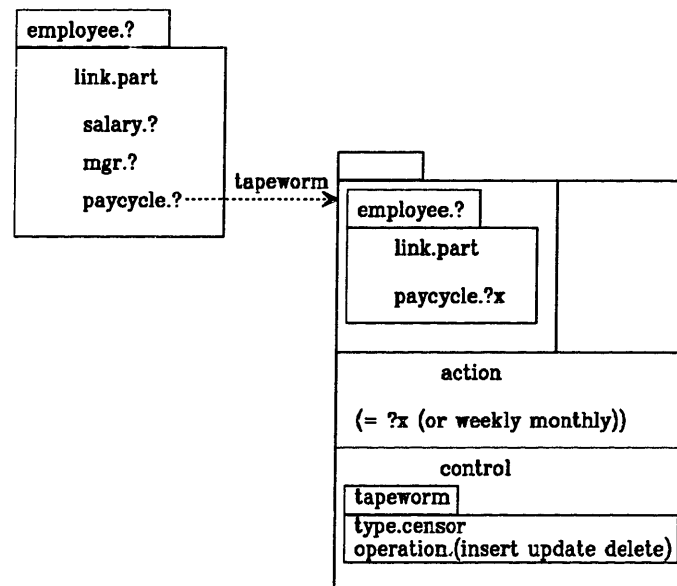 employee.?
link.part
salary.?
mgr.?
paycycle.?
tapeworm
employee.?
link.part
paycycle.?x
action
(= ?x (or weekly monthly))
control
tapeworm
type.censor
operation.(insert update delete)